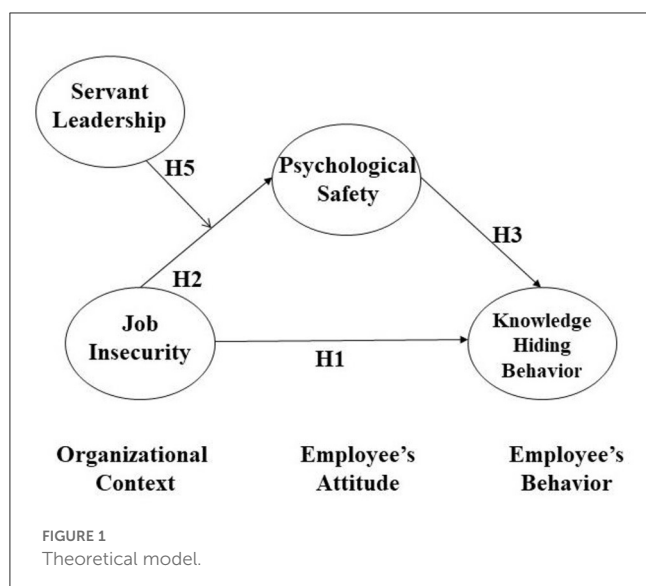 Servant
Leadership
H5
Psychological
Safety
H3
H2
Job
Insecurity
H1
Knowledge
Hiding
Behavior
Organizational
Context
Employee's
Attitude
Employee's
Behavior
FIGURE 1
Theoretical model.